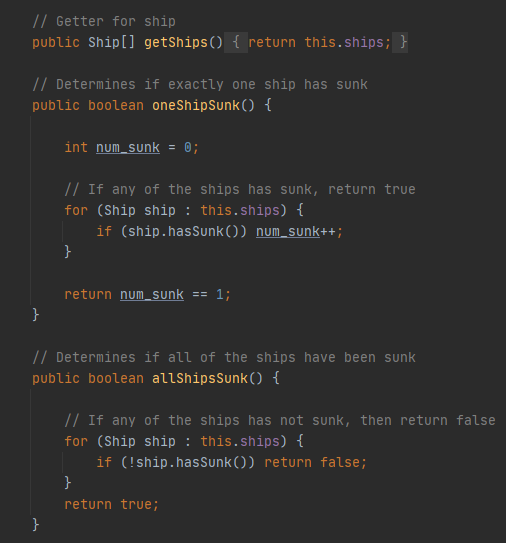 // Getter for ship
public Ship[] getShips() { return this.ships; }
// Determines if exactly one ship has sunk
public boolean oneShipSunk() {
int num_sunk = 0;
// If any of the ships has sunk, return true
for (Ship ship : this.ships) {
if (ship.hasSunk()) num_sunk++;
}
return num_sunk == 1;
}
// Determines if all of the ships have been sunk
public boolean allShipsSunk() {
// If any of the ships has not sunk, then return false
for (Ship ship : this.ships) {
if (!ship.hasSunk()) return false;
}
return true;
}